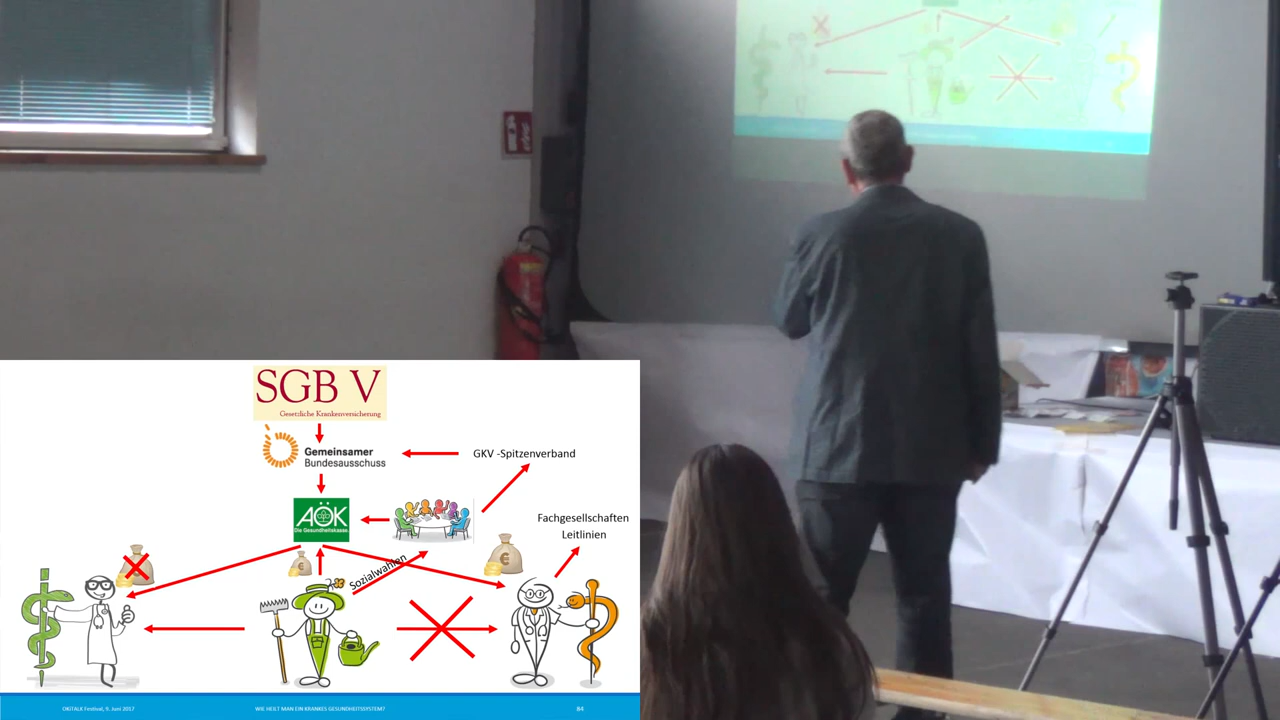 SGB V
Gesetzliche Krankenversicherung
Gemeinsamer
Bundesausschuss
GKV -Spitzenverband
AOK
Die Gesundheitskasse.
Fachgesellschaften
Leitlinien
Sozialwahlen
OKiTALK Festival, 9. Juni 2017
WIE HEILT MAN EIN KRANKES GESUNDHEITSSYSTEM?
84